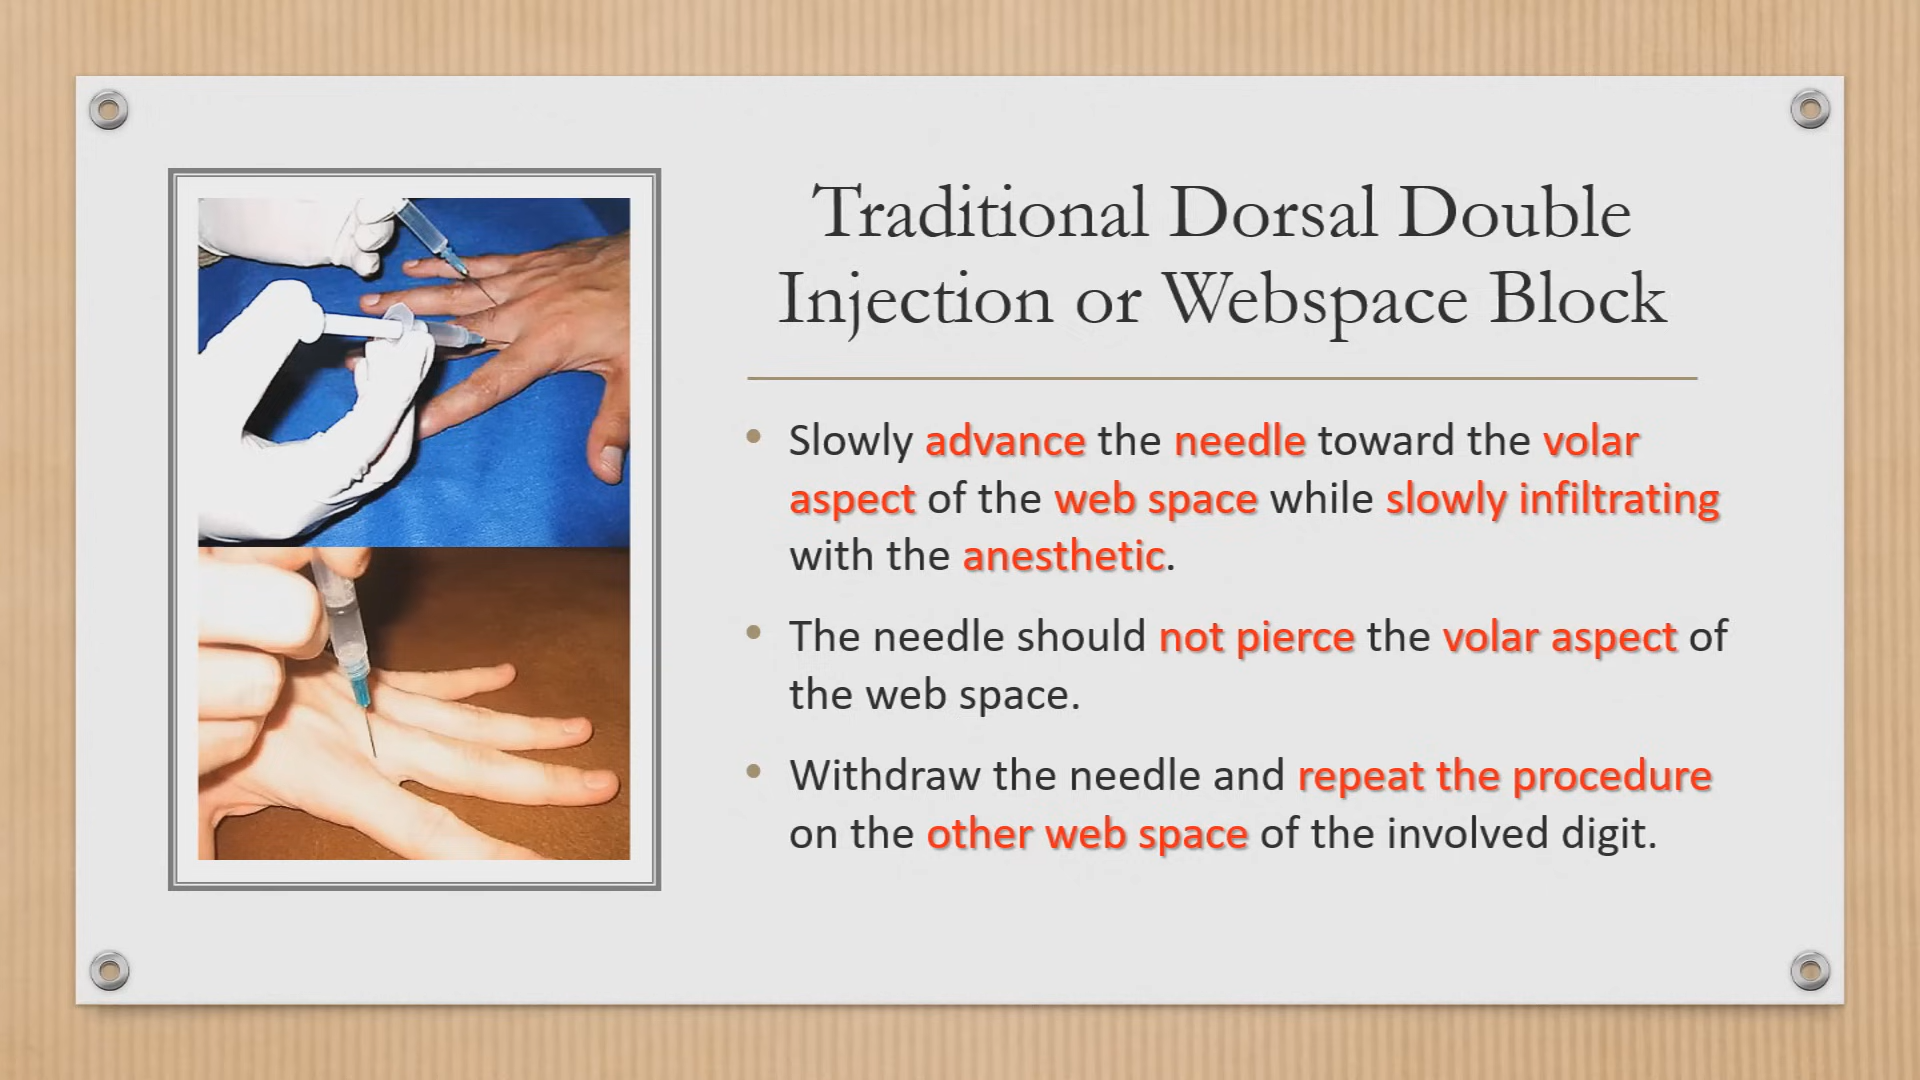 Traditional Dorsal Double
Injection or Webspace Block
• Slowly advance the needle toward the volar
aspect of the web space while slowly infiltrating
with the anesthetic.
• The needle should not pierce the volar aspect of
the web space.
• Withdraw the needle and repeat the procedure
on the other web space of the involved digit.